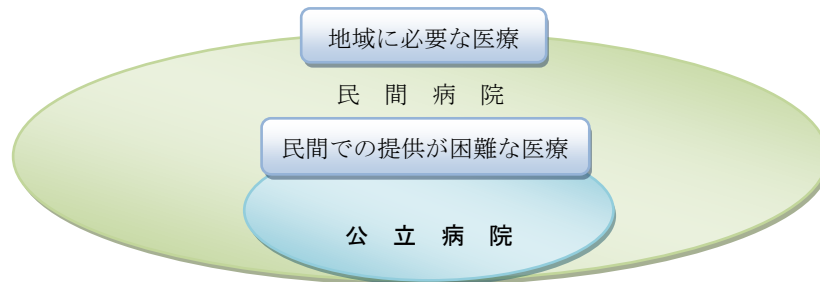 地域に必要な医療
民 間 病 院
民間での提供が困難な医療
公 立 病 院